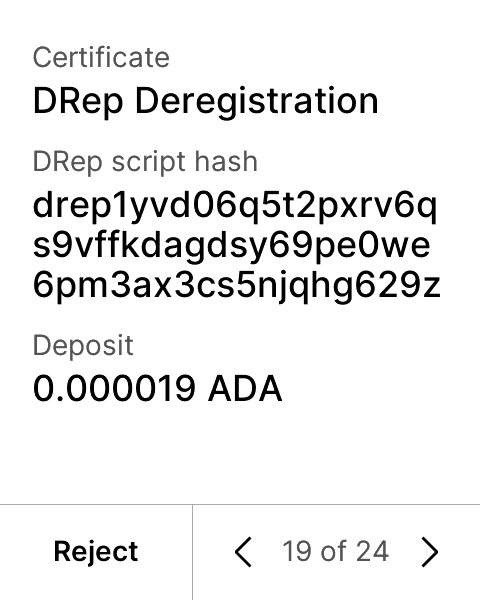 Certificate
DRep Deregistration
DRep script hash
drep1yvd06q5t2pxrv6q
s9vffkdagdsy69pe0we
6pm3ax3cs5njqhg629z
Deposit
0.000019 ADA
Reject
19 of 24